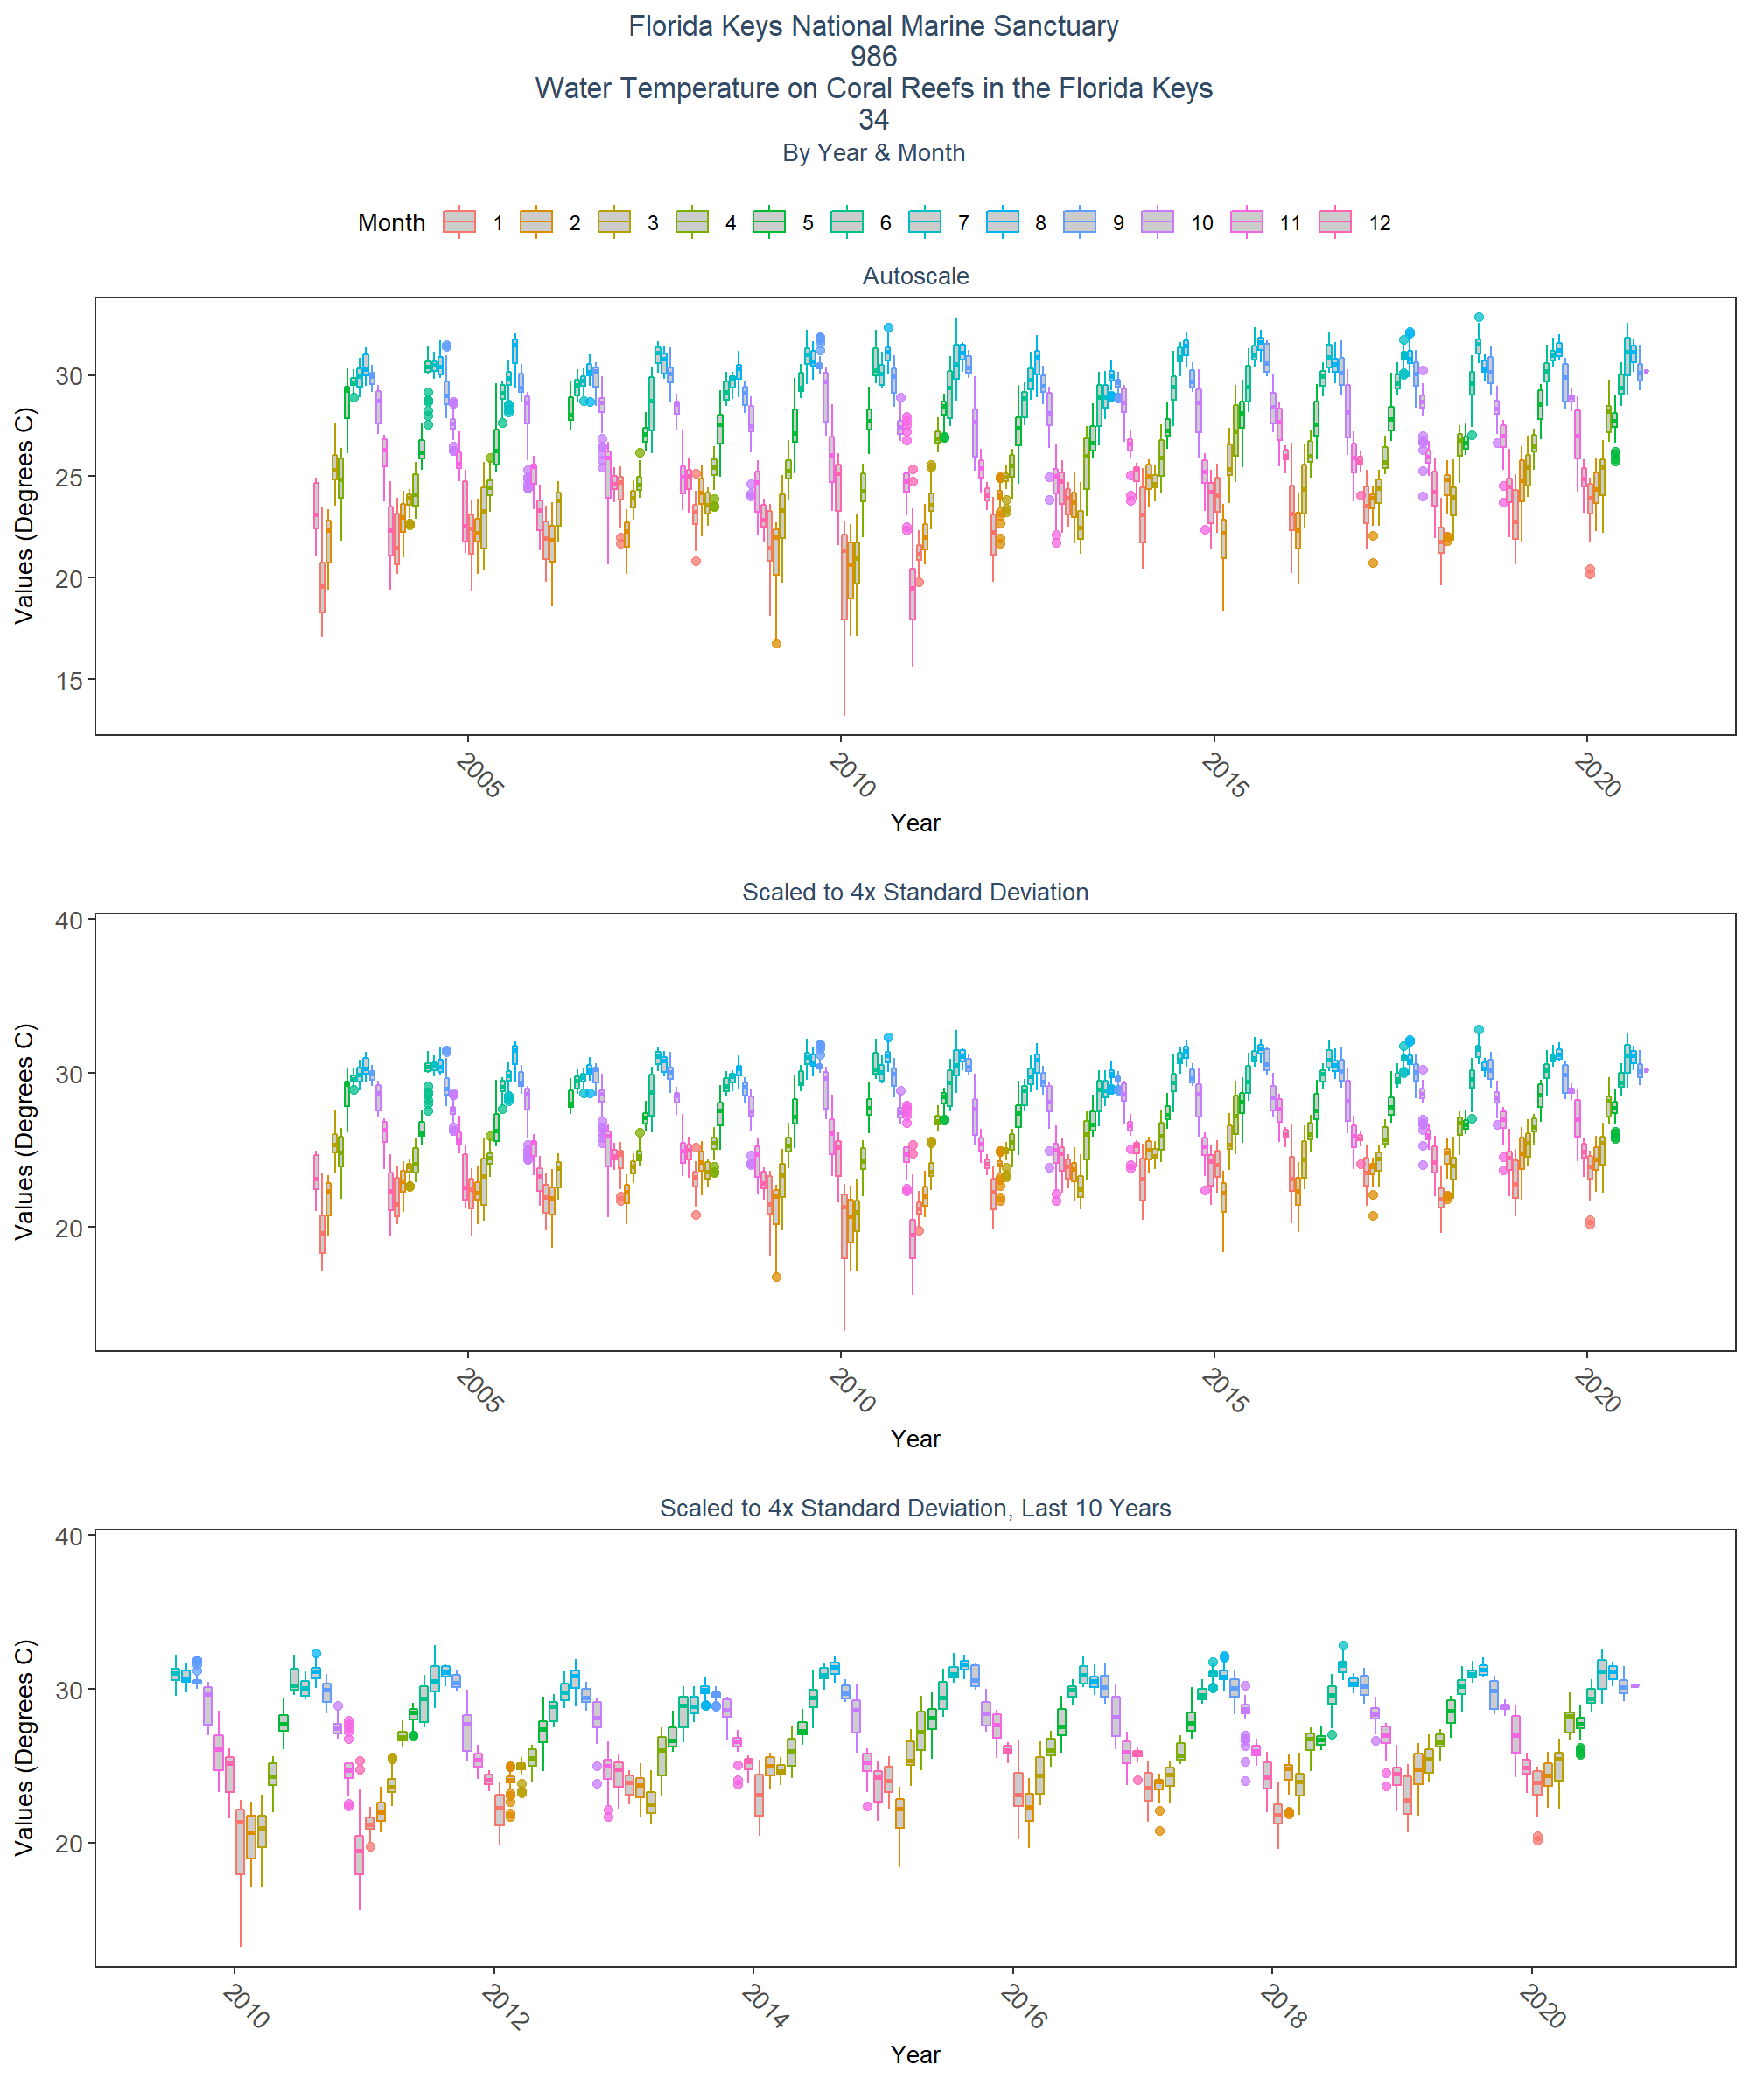 Florida Keys National Marine Sanctuary
986
Water Temperature on Coral Reefs in the Florida Keys
34
By Year & Month
Month 1 2 3 4 5 6 7 8 9 10 11 12
Autoscale
Values (Degrees C)
30
25
20
15
2005 2010 2015 2020
Year
Scaled to 4x Standard Deviation
Values (Degrees C)
40
30
20
2005 2010 2015 2020
Year
Scaled to 4x Standard Deviation, Last 10 Years
Values (Degrees C)
40
30
20
2010 2012 2014 2016 2018 2020
Year